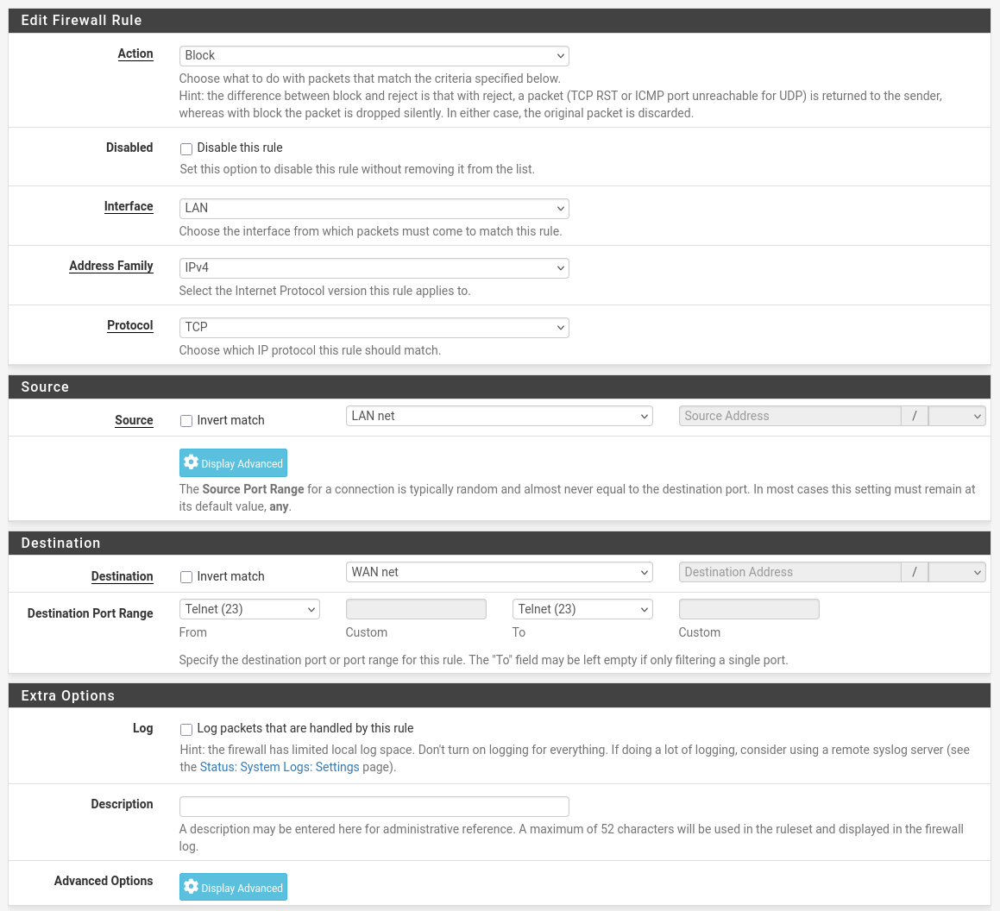 Edit Firewall Rule
Action
Block
Choose what to do with packets that match the criteria specified below.
Hint: the difference between block and reject is that with reject, a packet (TCP RST or ICMP port unreachable for UDP) is returned to the sender,
whereas with block the packet is dropped silently. In either case, the original packet is discarded.
Disabled
Disable this rule
Set this option to disable this rule without removing it from the list.
Interface
LAN
Choose the interface from which packets must come to match this rule.
Address Family
IPv4
Select the Internet Protocol version this rule applies to.
Protocol
TCP
Choose which IP protocol this rule should match.
Source
Source
Invert match
LAN net
Source Address
/
Display Advanced
The Source Port Range for a connection is typically random and almost never equal to the destination port. In most cases this setting must remain at
its default value, any.
Destination
Destination
Invert match
WAN net
Destination Address
/
Destination Port Range
Telnet (23)
Telnet (23)
From
Custom
To
Custom
Specify the destination port or port range for this rule. The "To" field may be left empty if only filtering a single port.
Extra Options
Log
Log packets that are handled by this rule
Hint: the firewall has limited local log space. Don't turn on logging for everything. If doing a lot of logging, consider using a remote syslog server (see
the Status: System Logs: Settings page).
Description
A description may be entered here for administrative reference. A maximum of 52 characters will be used in the ruleset and displayed in the firewall
log.
Advanced Options
Display Advanced